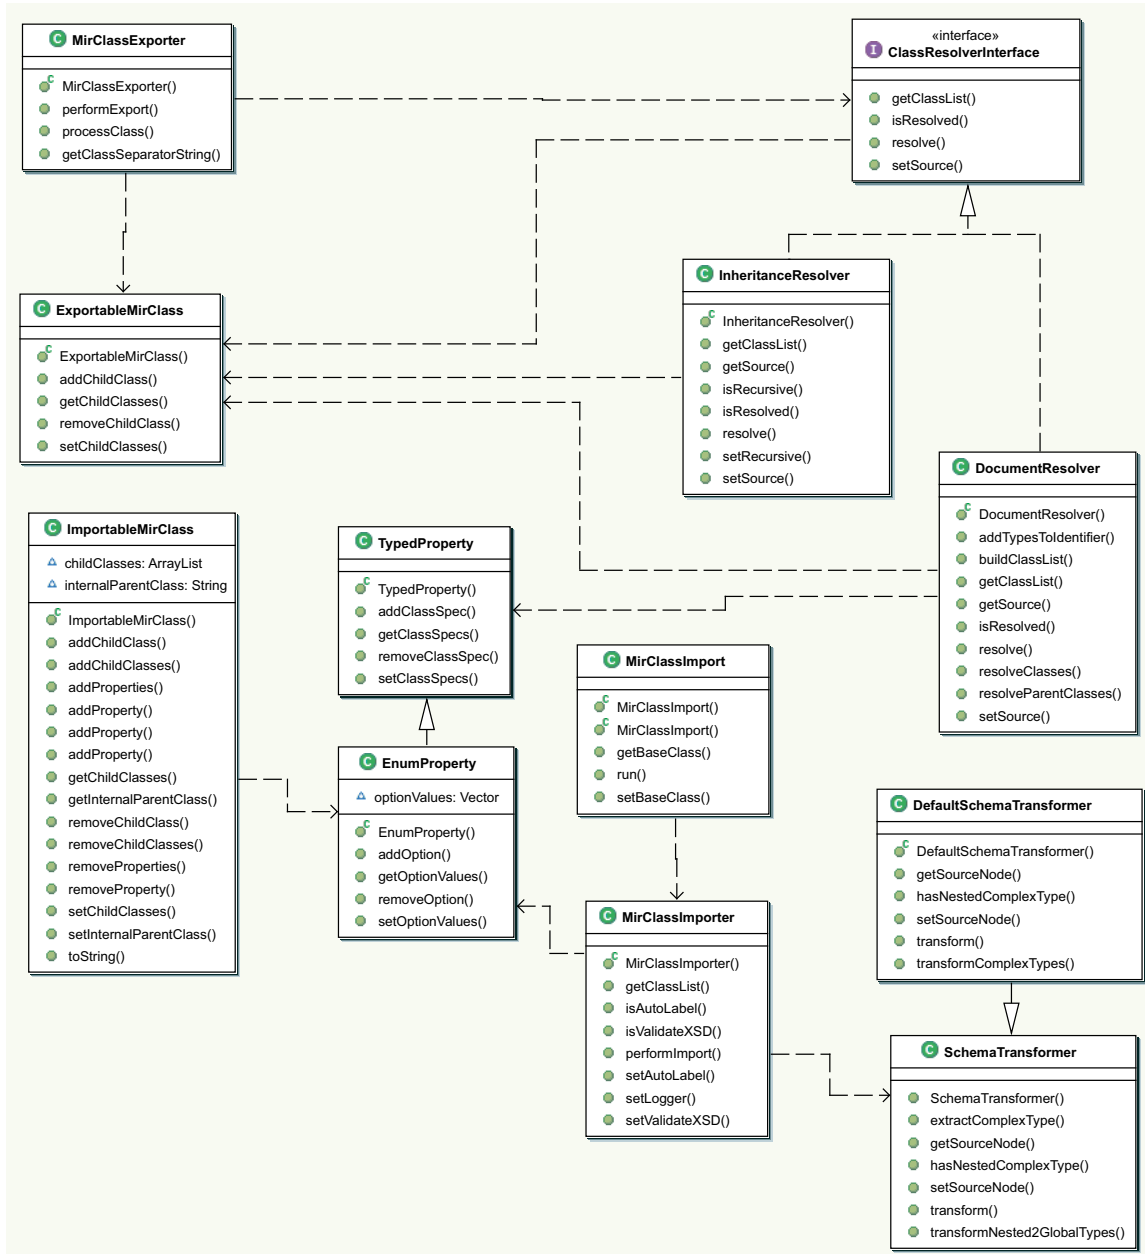 MirClassExporter
MirClassExporter()
performExport()
processClass()
getClassSeparatorString()
«interface»
ClassResolverInterface
getClassList()
isResolved()
resolve()
setSource()
InheritanceResolver
InheritanceResolver()
getClassList()
getSource()
isRecursive()
isResolved()
resolve()
setRecursive()
setSource()
ExportableMirClass
ExportableMirClass()
addChildClass()
getChildClasses()
removeChildClass()
setChildClasses()
DocumentResolver
DocumentResolver()
addTypesToIdentifier()
buildClassList()
getClassList()
getSource()
isResolved()
resolve()
resolveClasses()
resolveParentClasses()
setSource()
ImportableMirClass
childClasses: ArrayList
internalParentClass: String
ImportableMirClass()
addChildClass()
addChildClasses()
addProperties()
addProperty()
addProperty()
addProperty()
getChildClasses()
getInternalParentClass()
removeChildClass()
removeChildClasses()
removeProperties()
removeProperty()
setChildClasses()
setInternalParentClass()
toString()
TypedProperty
TypedProperty()
addClassSpec()
getClassSpecs()
removeClassSpec()
setClassSpecs()
MirClassImport
MirClassImport()
MirClassImport()
getBaseClass()
run()
setBaseClass()
EnumProperty
optionValues: Vector
EnumProperty()
addOption()
getOptionValues()
removeOption()
setOptionValues()
DefaultSchemaTransformer
DefaultSchemaTransformer()
getSourceNode()
hasNestedComplexType()
setSourceNode()
transform()
transformComplexTypes()
MirClassImporter
MirClassImporter()
getClassList()
isAutoLabel()
isValidateXSD()
performImport()
setAutoLabel()
setLogger()
setValidateXSD()
SchemaTransformer
SchemaTransformer()
extractComplexType()
getSourceNode()
hasNestedComplexType()
setSourceNode()
transform()
transformNested2GlobalTypes()